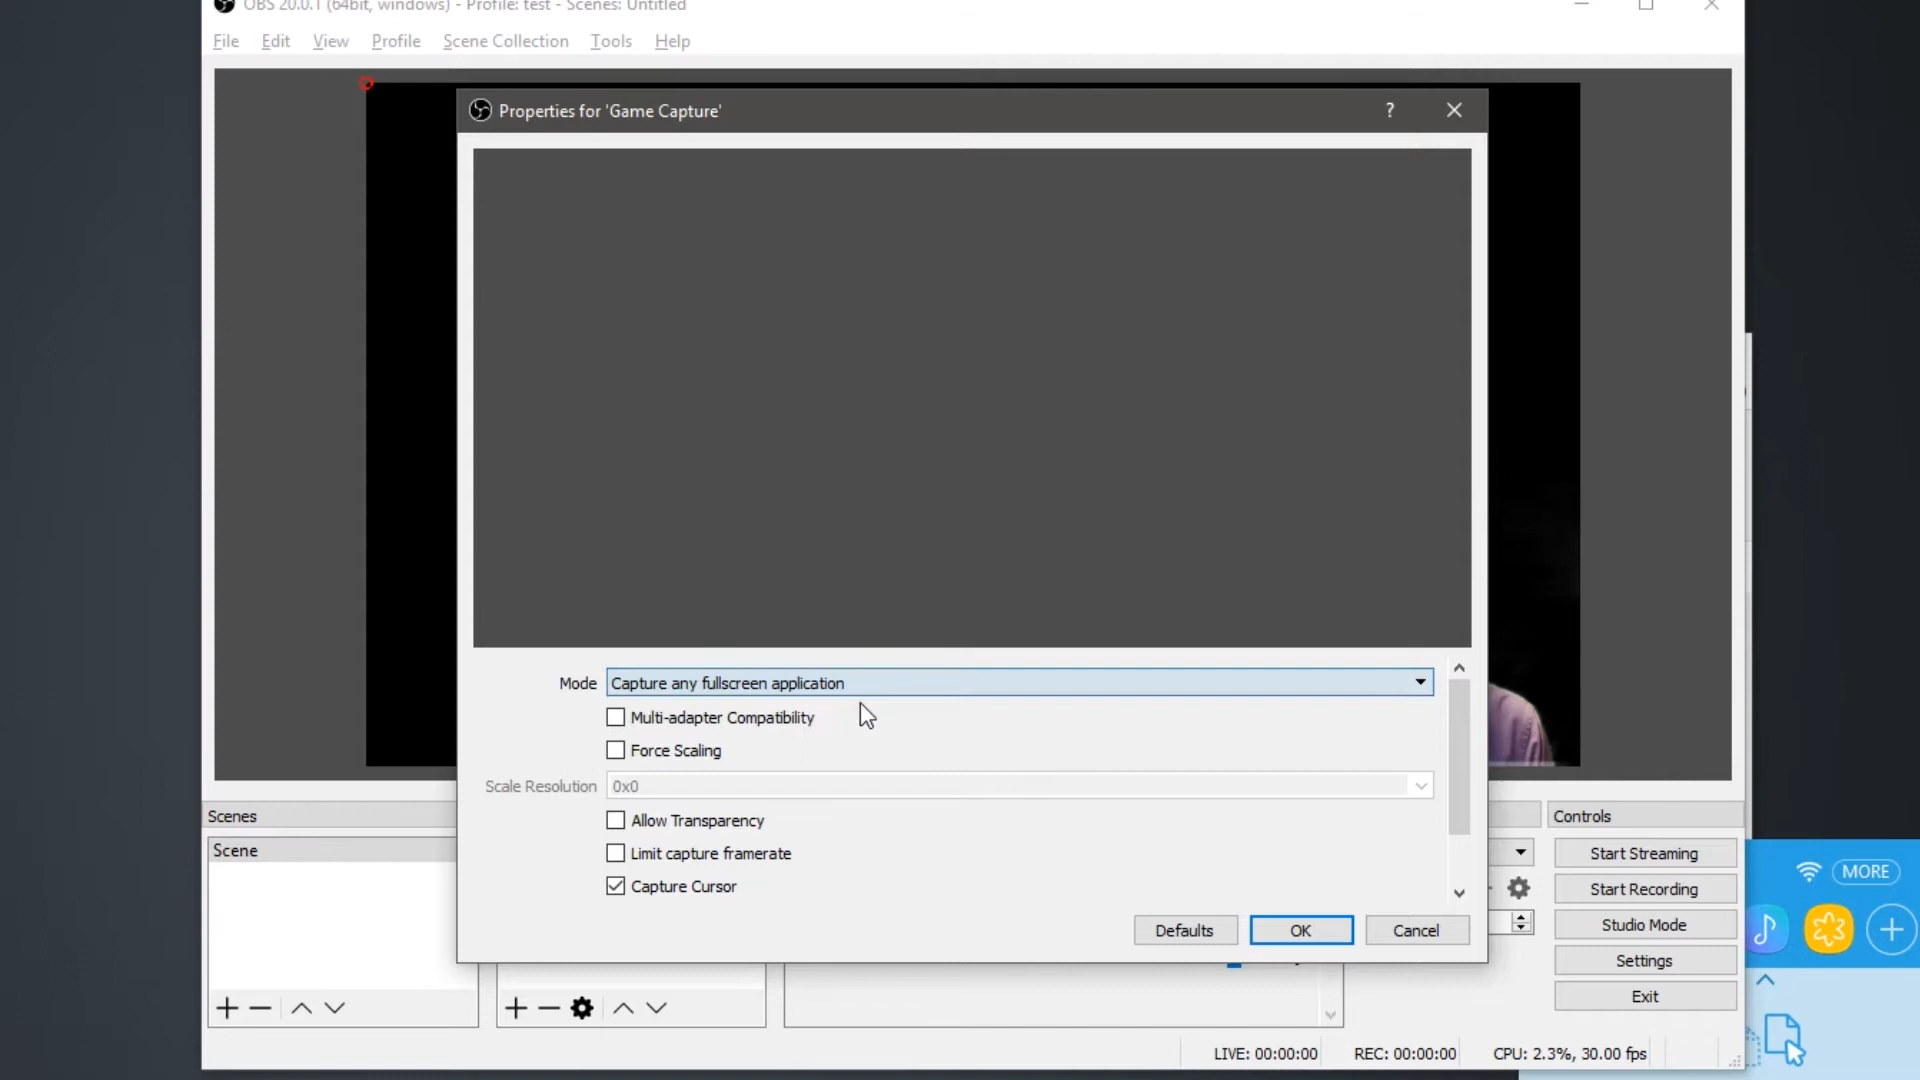 OBS 20.0.1 (64bit, windows) - Profile: test - Scenes: Untitled
File Edit View Profile Scene Collection Tools Help
Properties for 'Game Capture'
?
Mode Capture any fullscreen application
Multi-adapter Compatibility
Force Scaling
Scale Resolution 0x0
Allow Transparency
Limit capture framerate
Capture Cursor
Defaults OK Cancel
Scenes
Scene
Controls
Start Streaming
Start Recording
Studio Mode
Settings
Exit
MORE
LIVE: 00:00:00 REC: 00:00:00 CPU: 2.3%, 30.00 fps